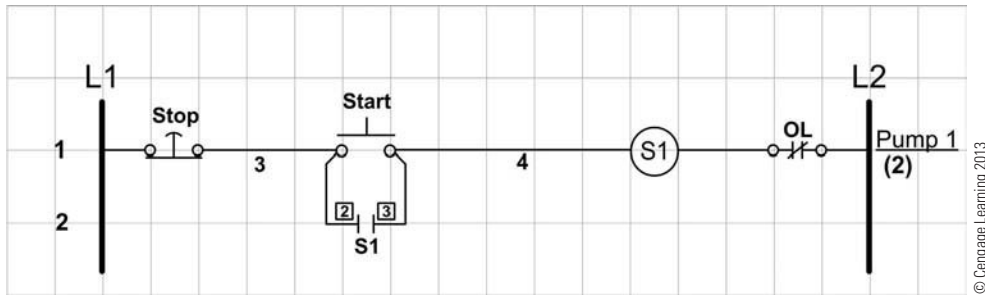 L1
L2
Stop
Start
OL
1
3
4
S1
Pump 1
(2)
2
2
3
S1
© Cengage Learning 2013